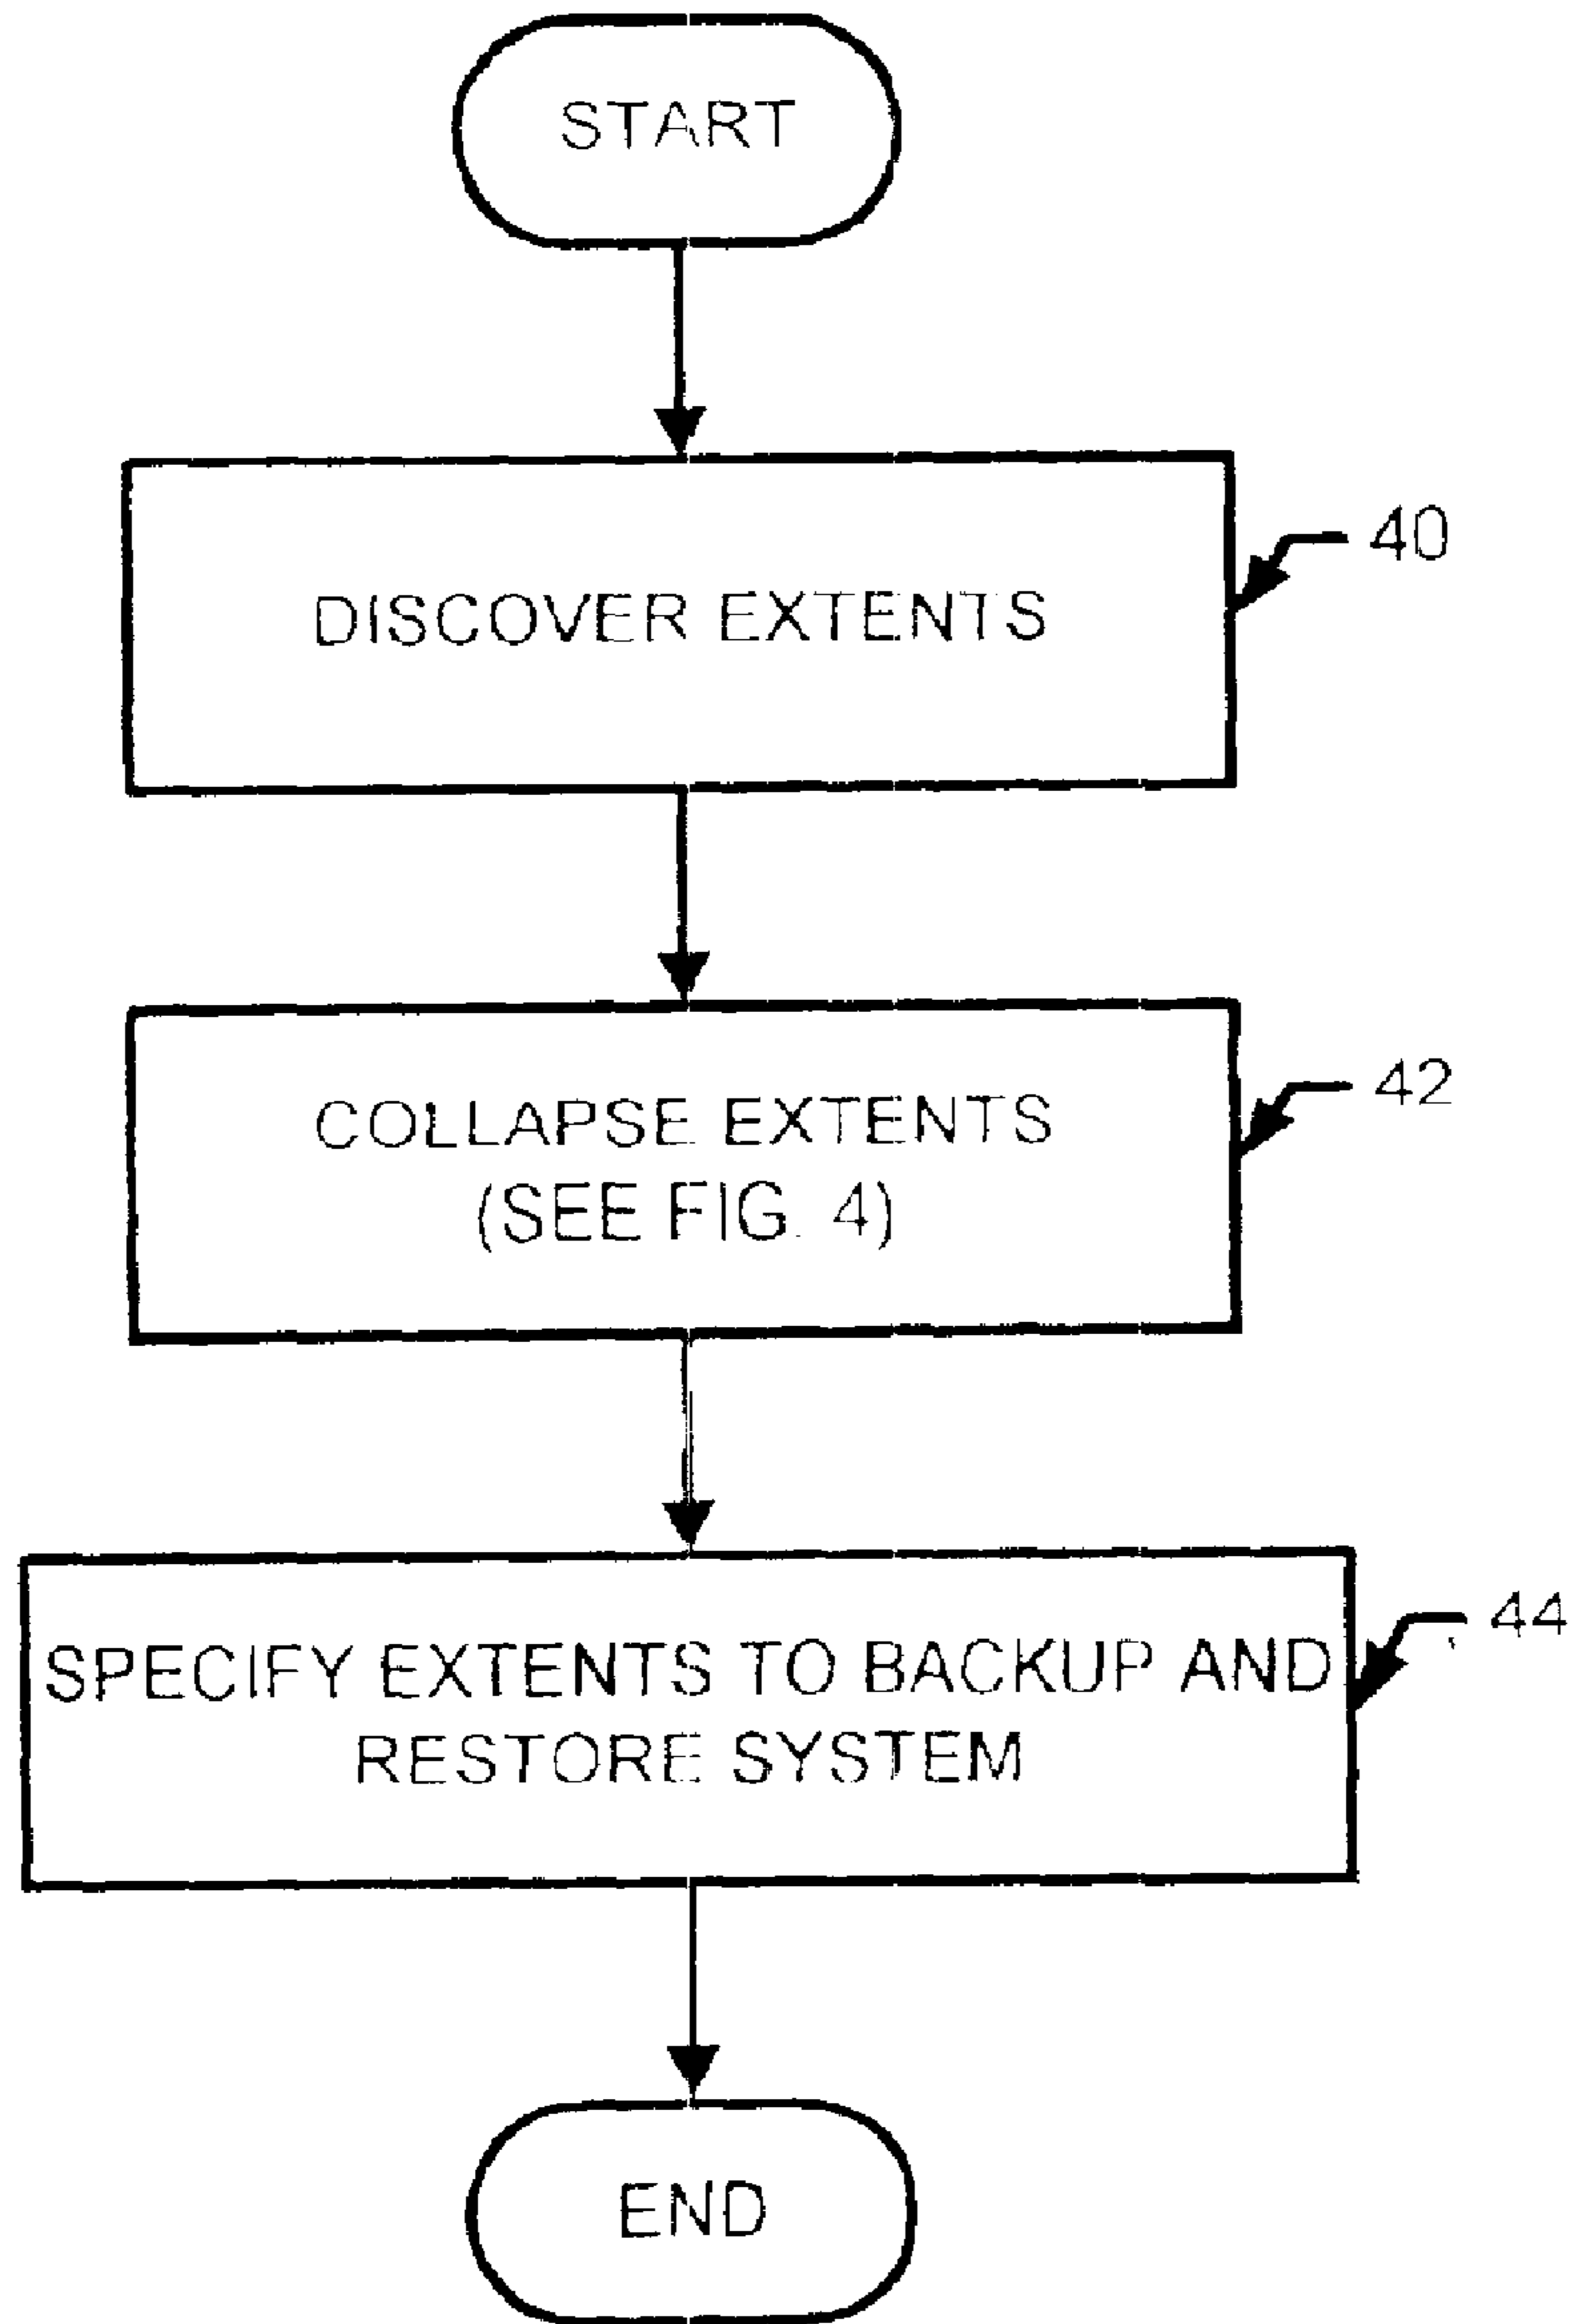 START
DISCOVER EXTENTS
40
COLLAPSE EXTENTS
(SEE FIG. 4)
42
SPECIFY EXTENTS TO BACKUP AND
RESTORE SYSTEM
44
END